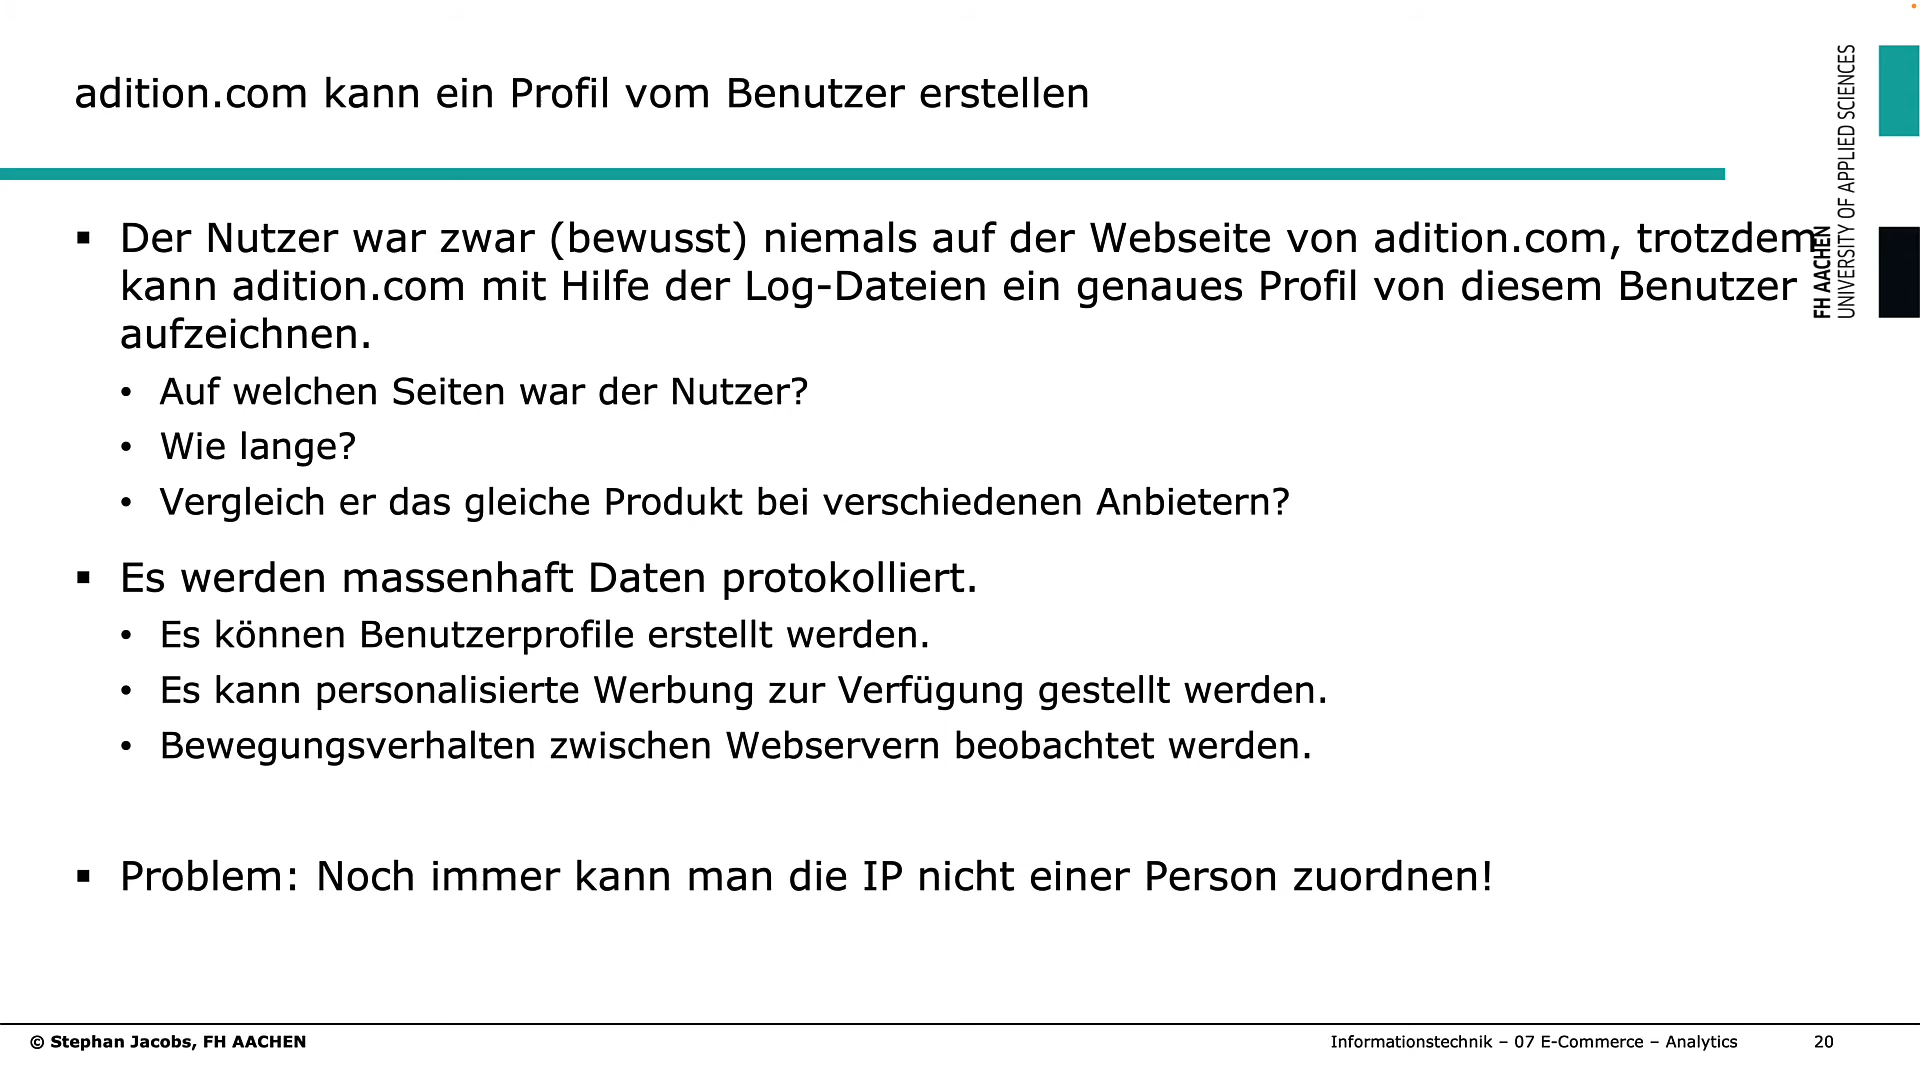 adition.com kann ein Profil vom Benutzer erstellen
▪ Der Nutzer war zwar (bewusst) niemals auf der Webseite von adition.com, trotzdem
kann adition.com mit Hilfe der Log-Dateien ein genaues Profil von diesem Benutzer
aufzeichnen.
• Auf welchen Seiten war der Nutzer?
• Wie lange?
• Vergleich er das gleiche Produkt bei verschiedenen Anbietern?
▪ Es werden massenhaft Daten protokolliert.
• Es können Benutzerprofile erstellt werden.
• Es kann personalisierte Werbung zur Verfügung gestellt werden.
• Bewegungsverhalten zwischen Webservern beobachtet werden.
▪ Problem: Noch immer kann man die IP nicht einer Person zuordnen!
FH AACHEN
UNIVERSITY OF APPLIED SCIENCES
© Stephan Jacobs, FH AACHEN
Informationstechnik – 07 E-Commerce – Analytics
20